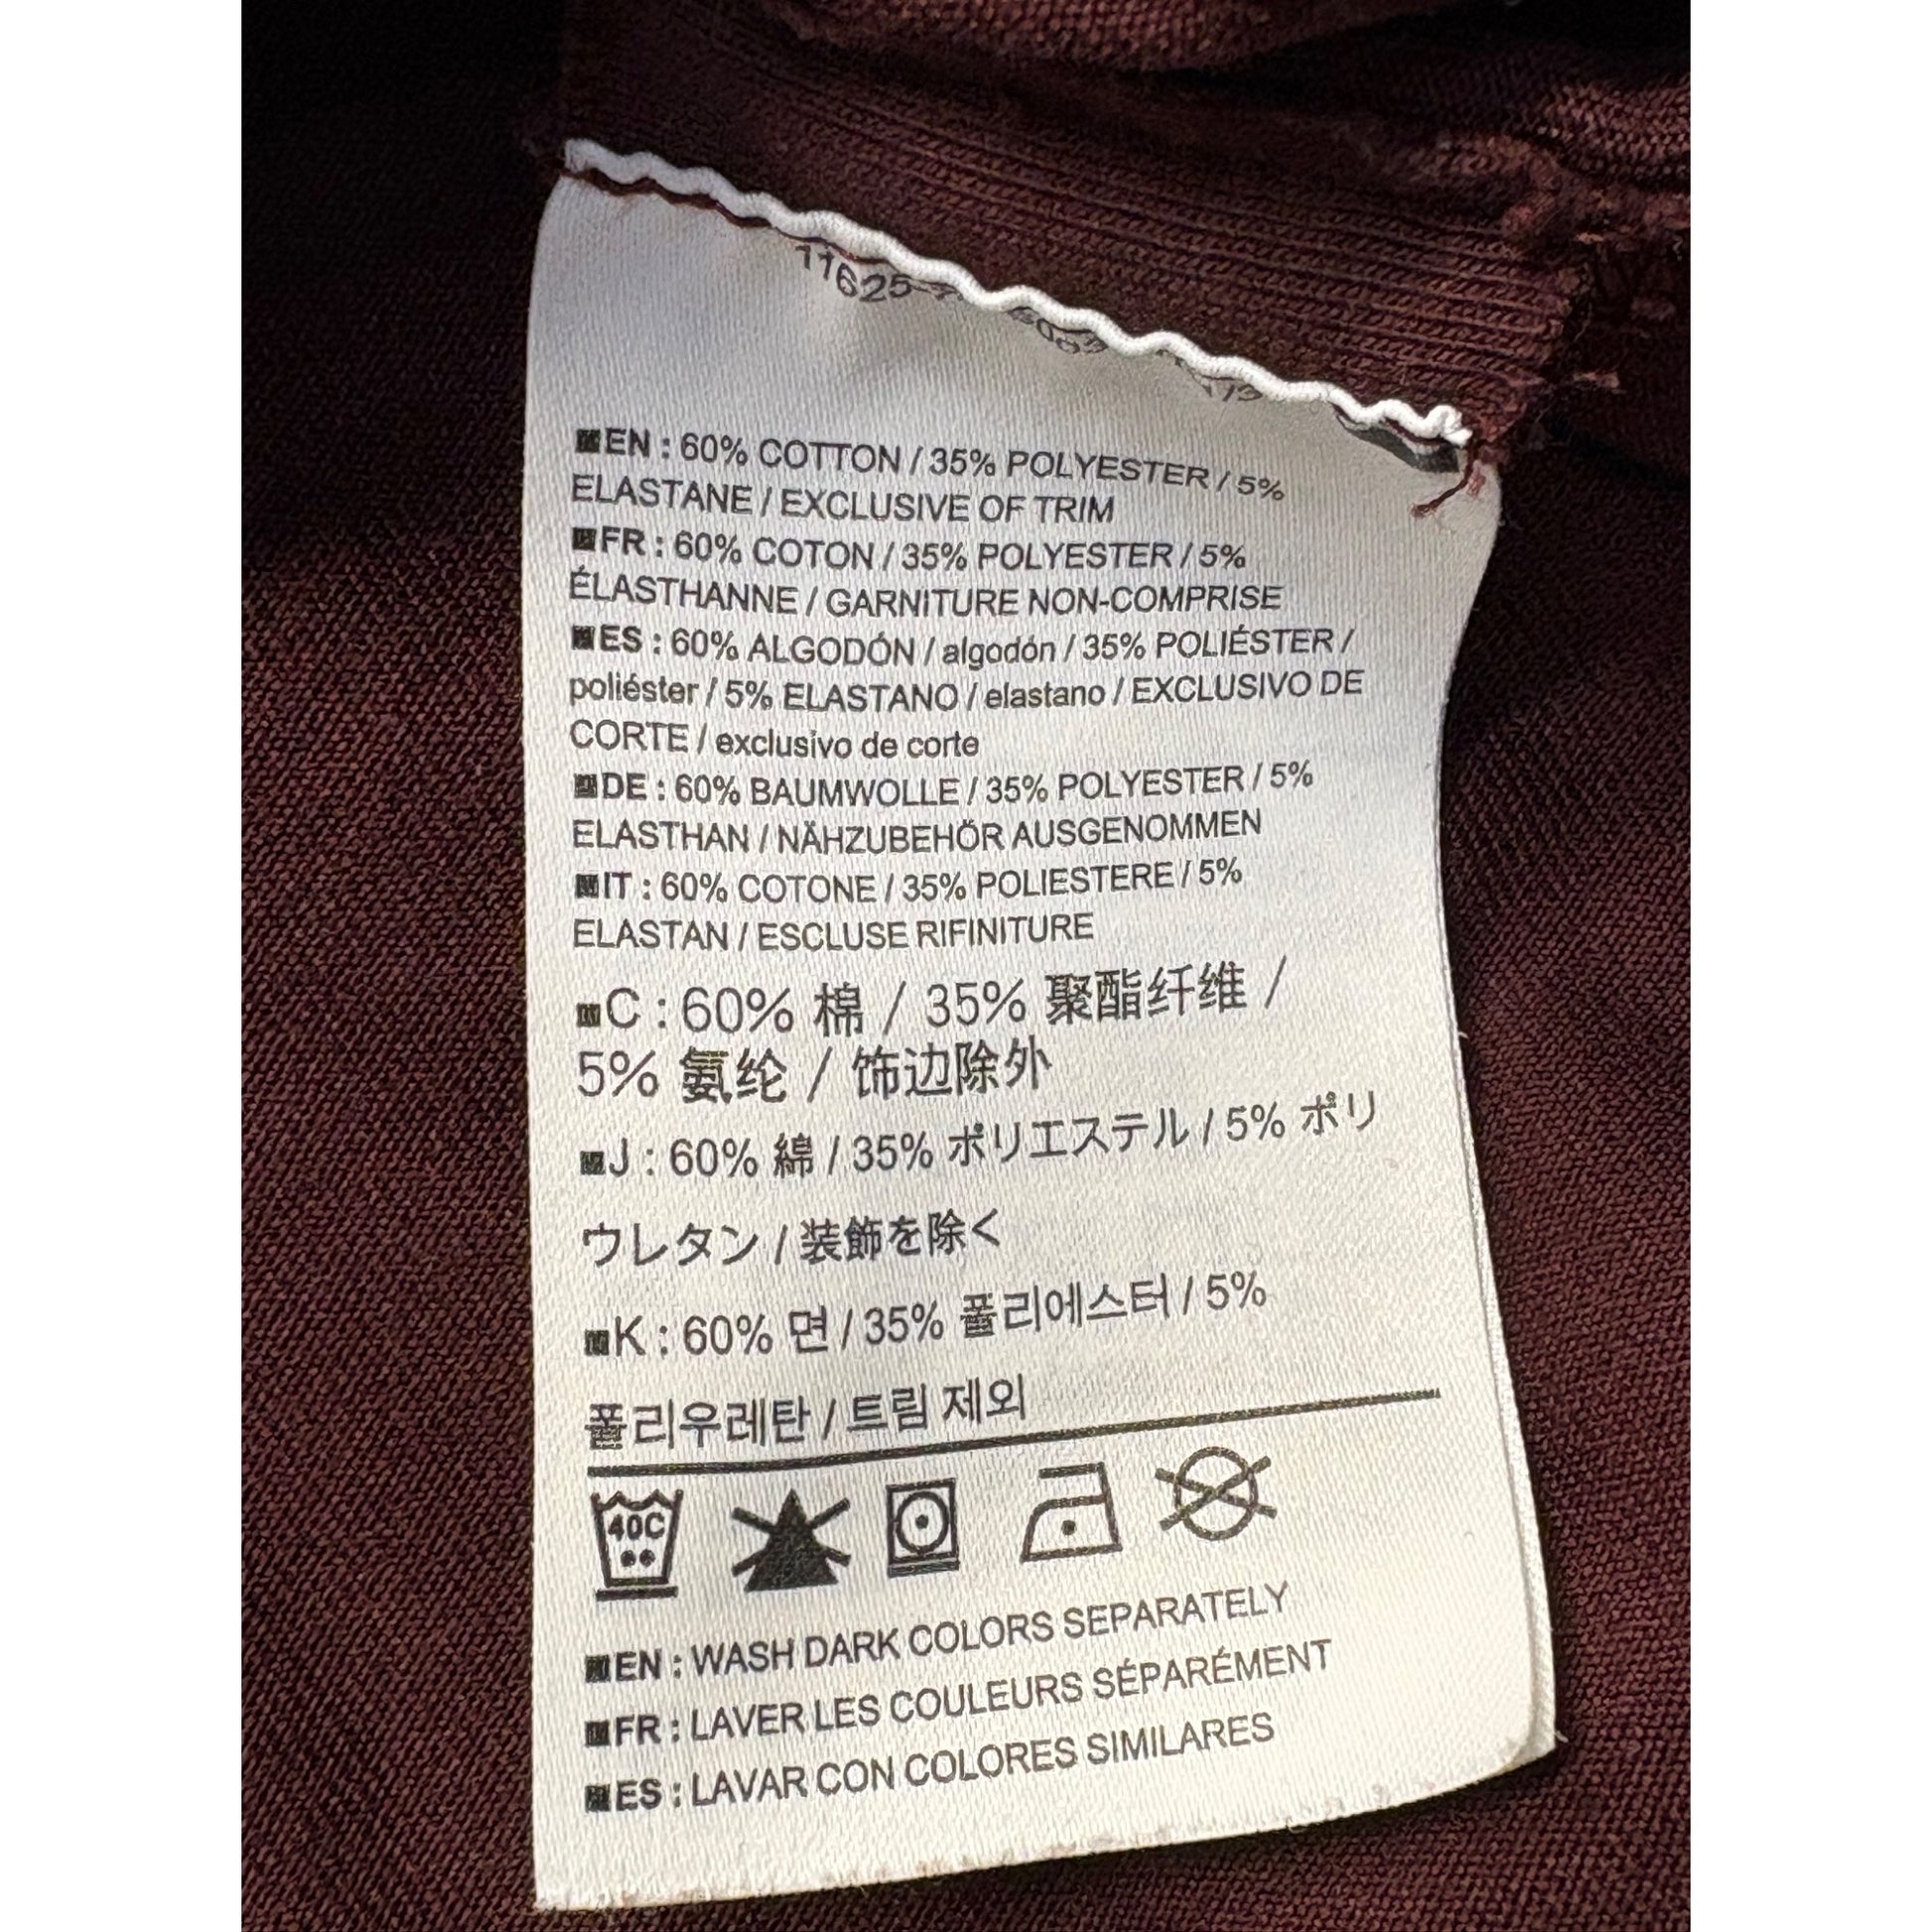 11625
EN : 60% COTTON / 35% POLYESTER / 5%
ELASTANE / EXCLUSIVE OF TRIM
FR : 60% COTON / 35% POLYESTER / 5%
ÉLASTHANNE / GARNITURE NON-COMPRISE
ES : 60% ALGODÓN / algodón / 35% POLIÉSTER /
poliéster / 5% ELASTANO / elastano / EXCLUSIVO DE
CORTE / exclusivo de corte
DE : 60% BAUMWOLLE / 35% POLYESTER / 5%
ELASTHAN / NÄHZUBEHÖR AUSGENOMMEN
IT : 60% COTONE / 35% POLIESTERE / 5%
ELASTAN / ESCLUSE RIFINITURE
C : 60% 棉 / 35% 聚酯纤维 /
5% 氨纶 / 饰边除外
J : 60% 綿 / 35% ポリエステル / 5% ポリ
ウレタン / 装飾を除く
K : 60% 면 / 35% 폴리에스터 / 5%
폴리우레탄 / 트림 제외
40C
EN : WASH DARK COLORS SEPARATELY
FR : LAVER LES COULEURS SÉPARÉMENT
ES : LAVAR CON COLORES SIMILARES